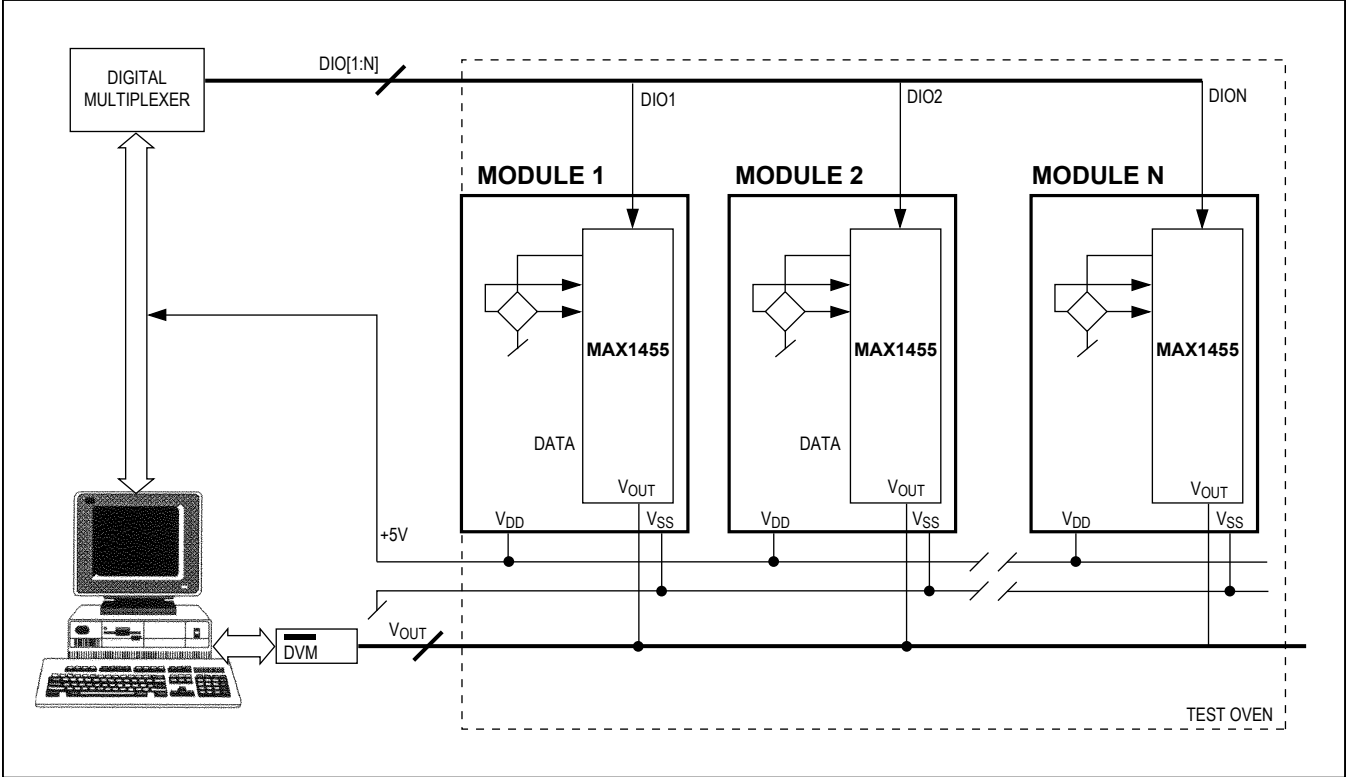 DIGITAL
MULTIPLEXER
DIO[1:N]
DIO1
DIO2
DION
MODULE 1
MODULE 2
MODULE N
MAX1455
MAX1455
MAX1455
DATA
DATA
VOUT
VOUT
VOUT
VDD
VSS
VDD
VSS
VDD
VSS
+5V
VOUT
DVM
TEST OVEN